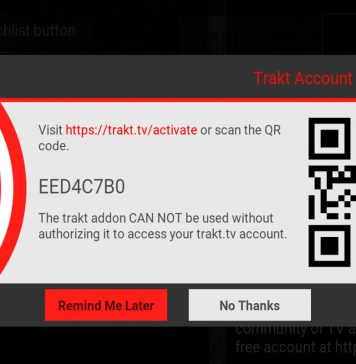 hlist button
Trakt Account
Visit https://trakt.tv/activate or scan the QR
code.
EED4C7B0
The trakt addon CAN NOT be used without
authorizing it to access your trakt.tv account.
Remind Me Later
No Thanks
community of TV a
free account at htt